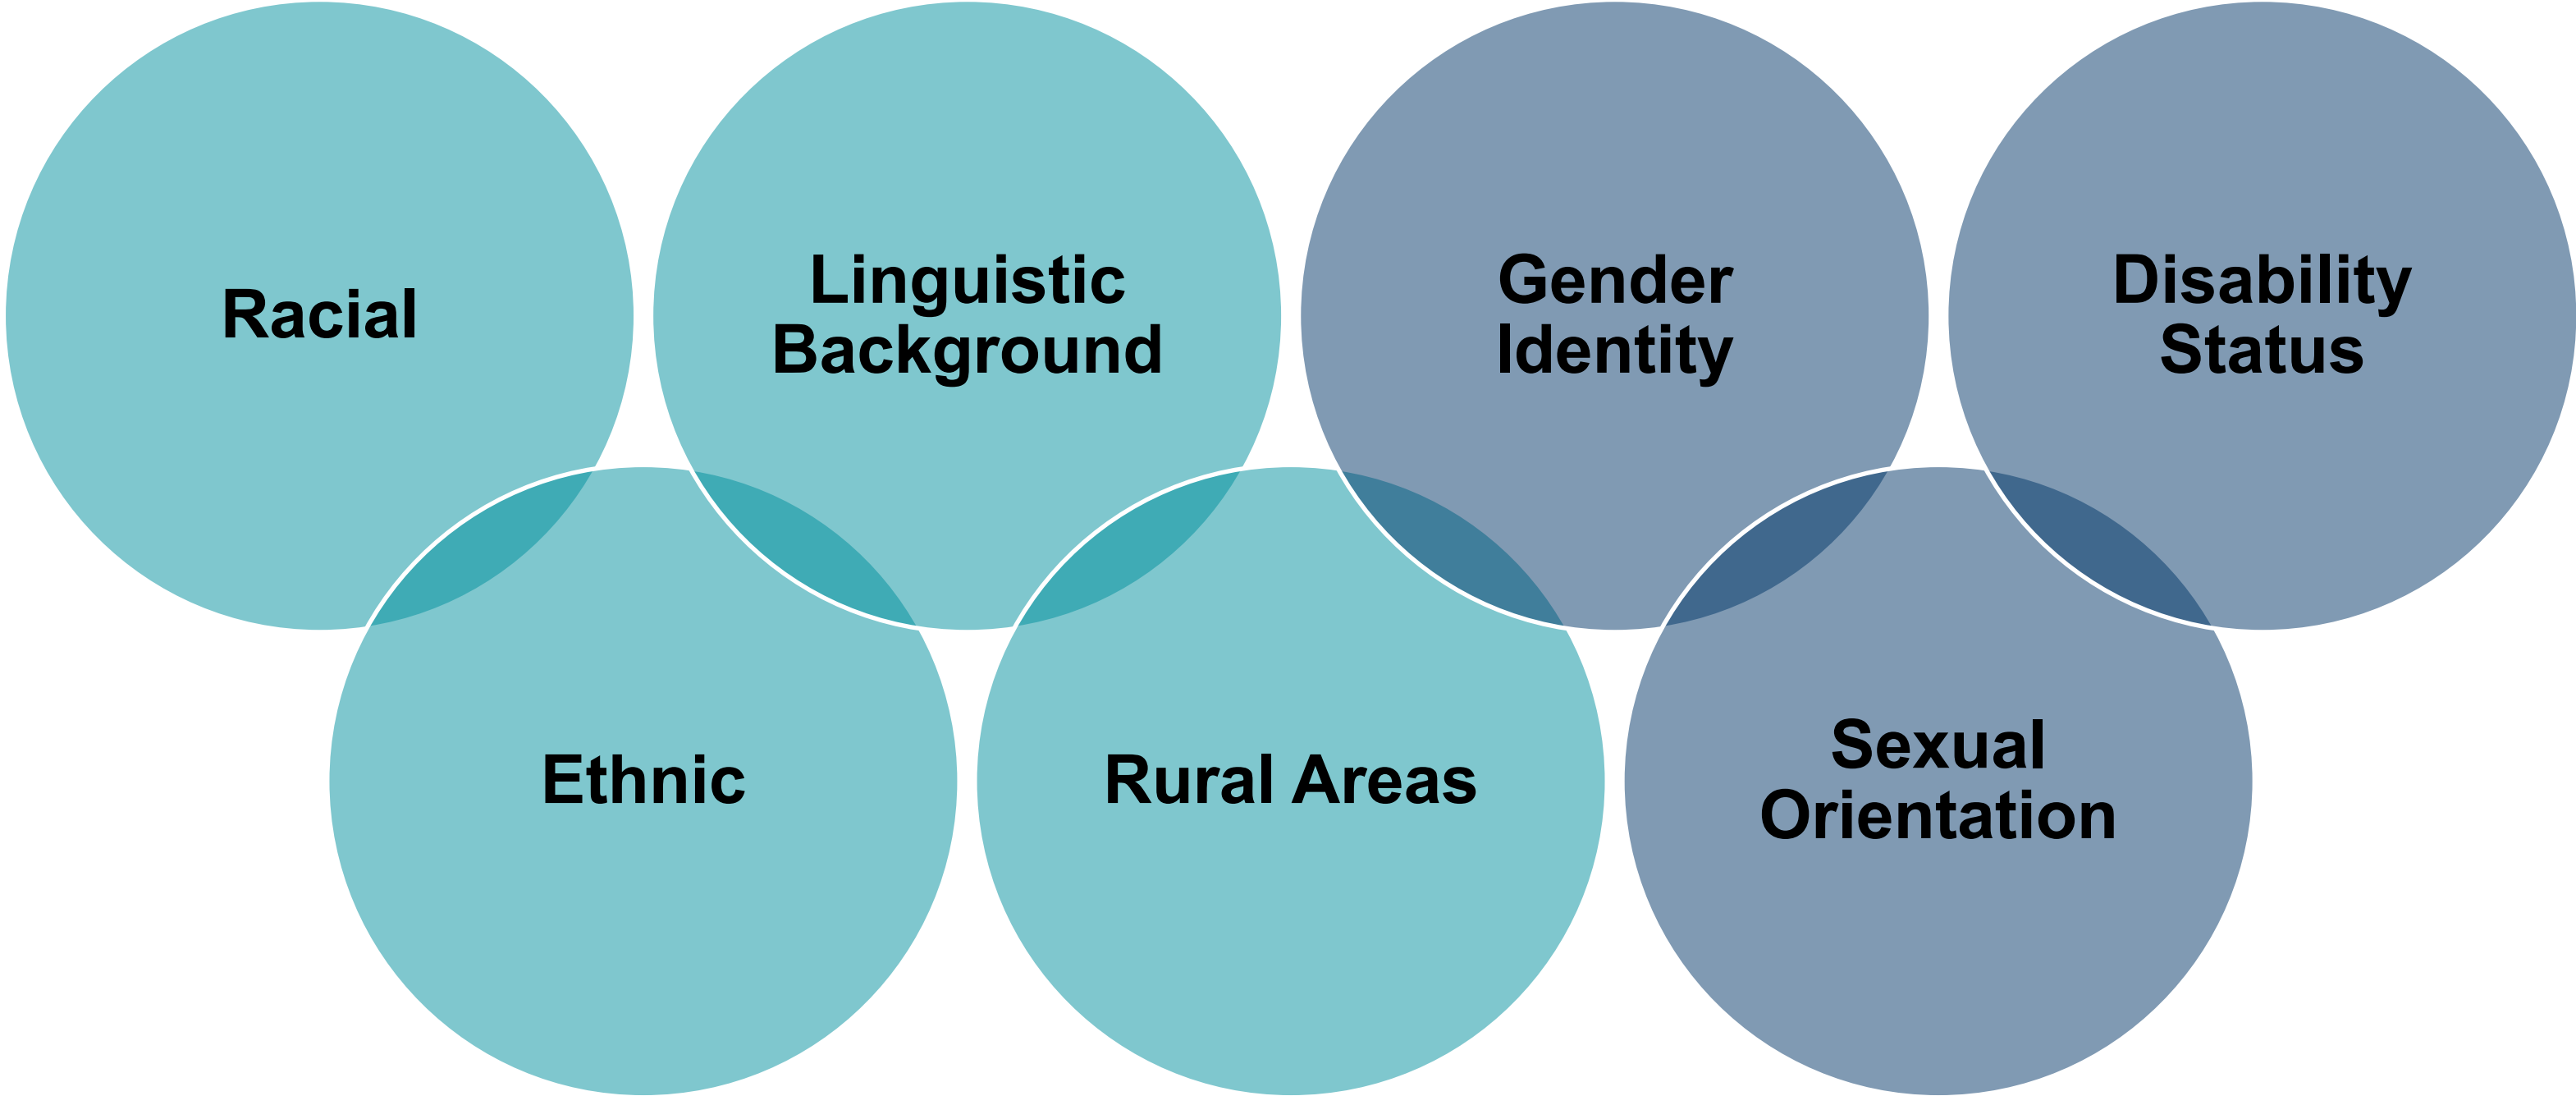 Racial
Linguistic
Background
Gender
Identity
Disability
Status
Ethnic
Rural Areas
Sexual
Orientation